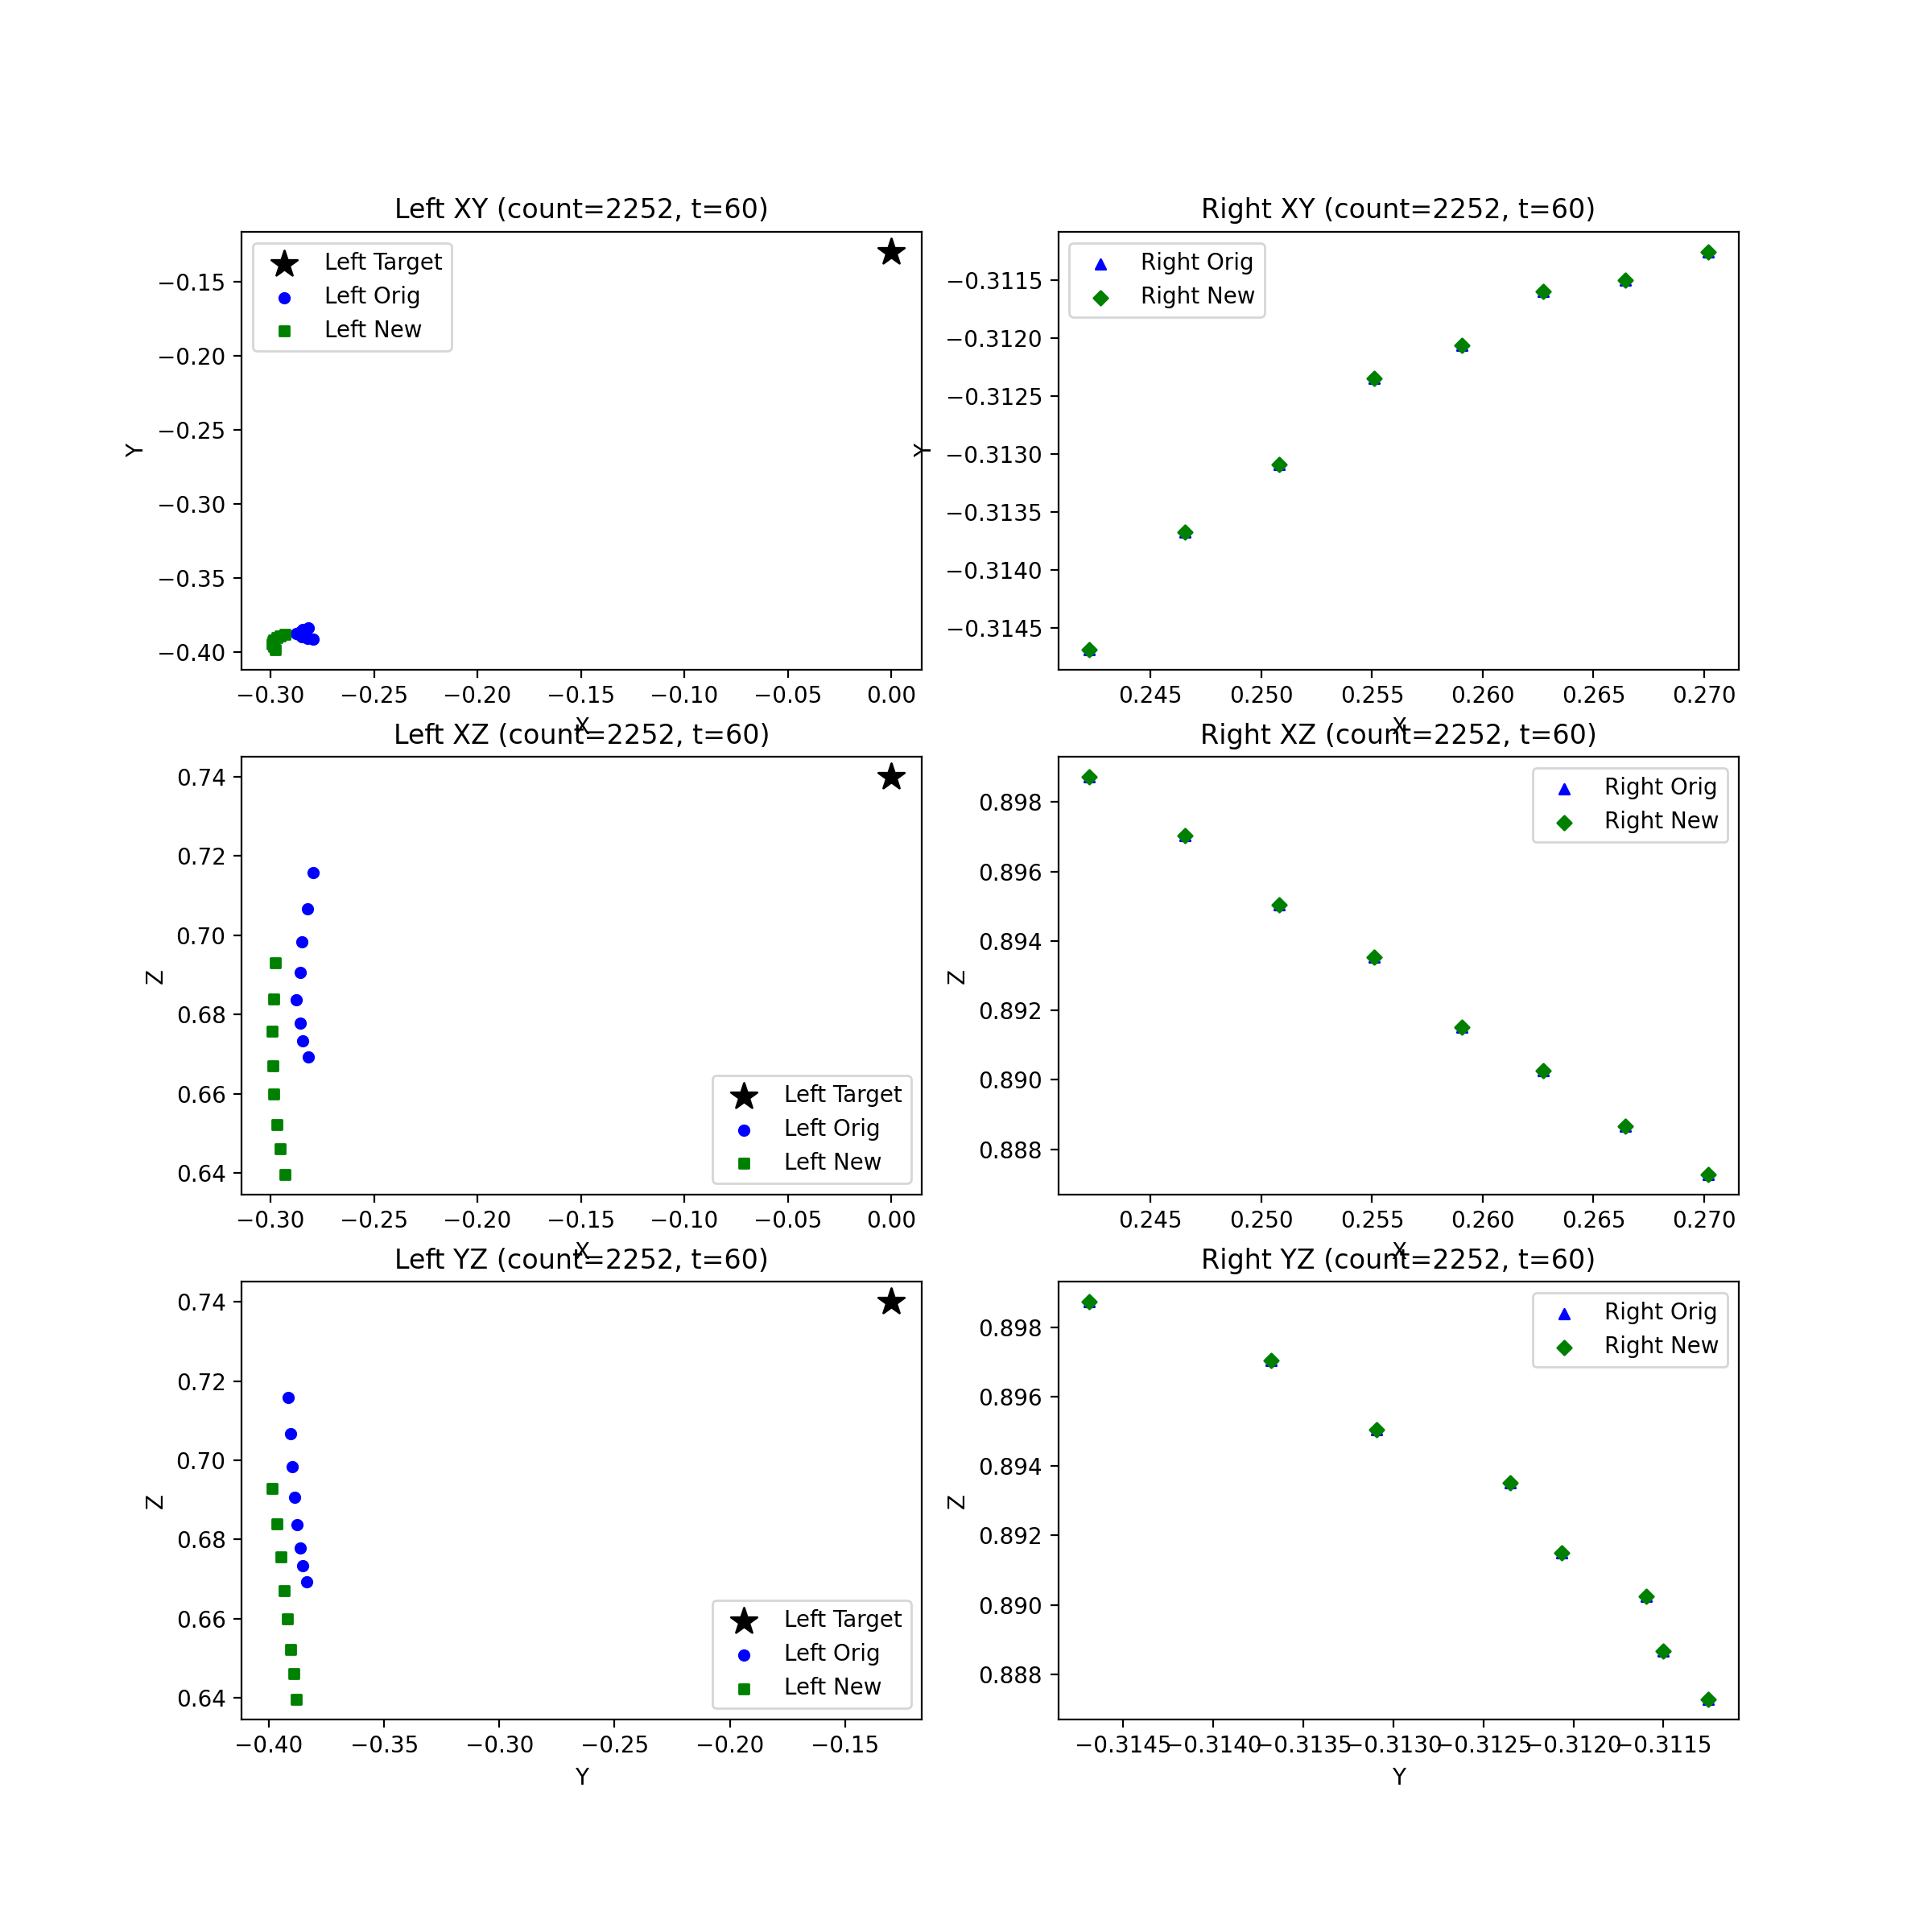 Left XY (count=2252, t=60)
Left Target
Left Orig
Left New
Y
−0.15
−0.20
−0.25
−0.30
−0.35
−0.40
−0.30
−0.25
−0.20
−0.15
−0.10
−0.05
0.00
X
Right XY (count=2252, t=60)
Right Orig
Right New
Y
−0.3115
−0.3120
−0.3125
−0.3130
−0.3135
−0.3140
−0.3145
0.245
0.250
0.255
0.260
0.265
0.270
X
Left XZ (count=2252, t=60)
Z
0.74
0.72
0.70
0.68
0.66
0.64
Left Target
Left Orig
Left New
−0.30
−0.25
−0.20
−0.15
−0.10
−0.05
0.00
X
Right XZ (count=2252, t=60)
Right Orig
Right New
Z
0.898
0.896
0.894
0.892
0.890
0.888
0.245
0.250
0.255
0.260
0.265
0.270
X
Left YZ (count=2252, t=60)
Z
0.74
0.72
0.70
0.68
0.66
0.64
Left Target
Left Orig
Left New
−0.40
−0.35
−0.30
−0.25
−0.20
−0.15
Y
Right YZ (count=2252, t=60)
Right Orig
Right New
Z
0.898
0.896
0.894
0.892
0.890
0.888
−0.3145
−0.3140
−0.3135
−0.3130
−0.3125
−0.3120
−0.3115
Y